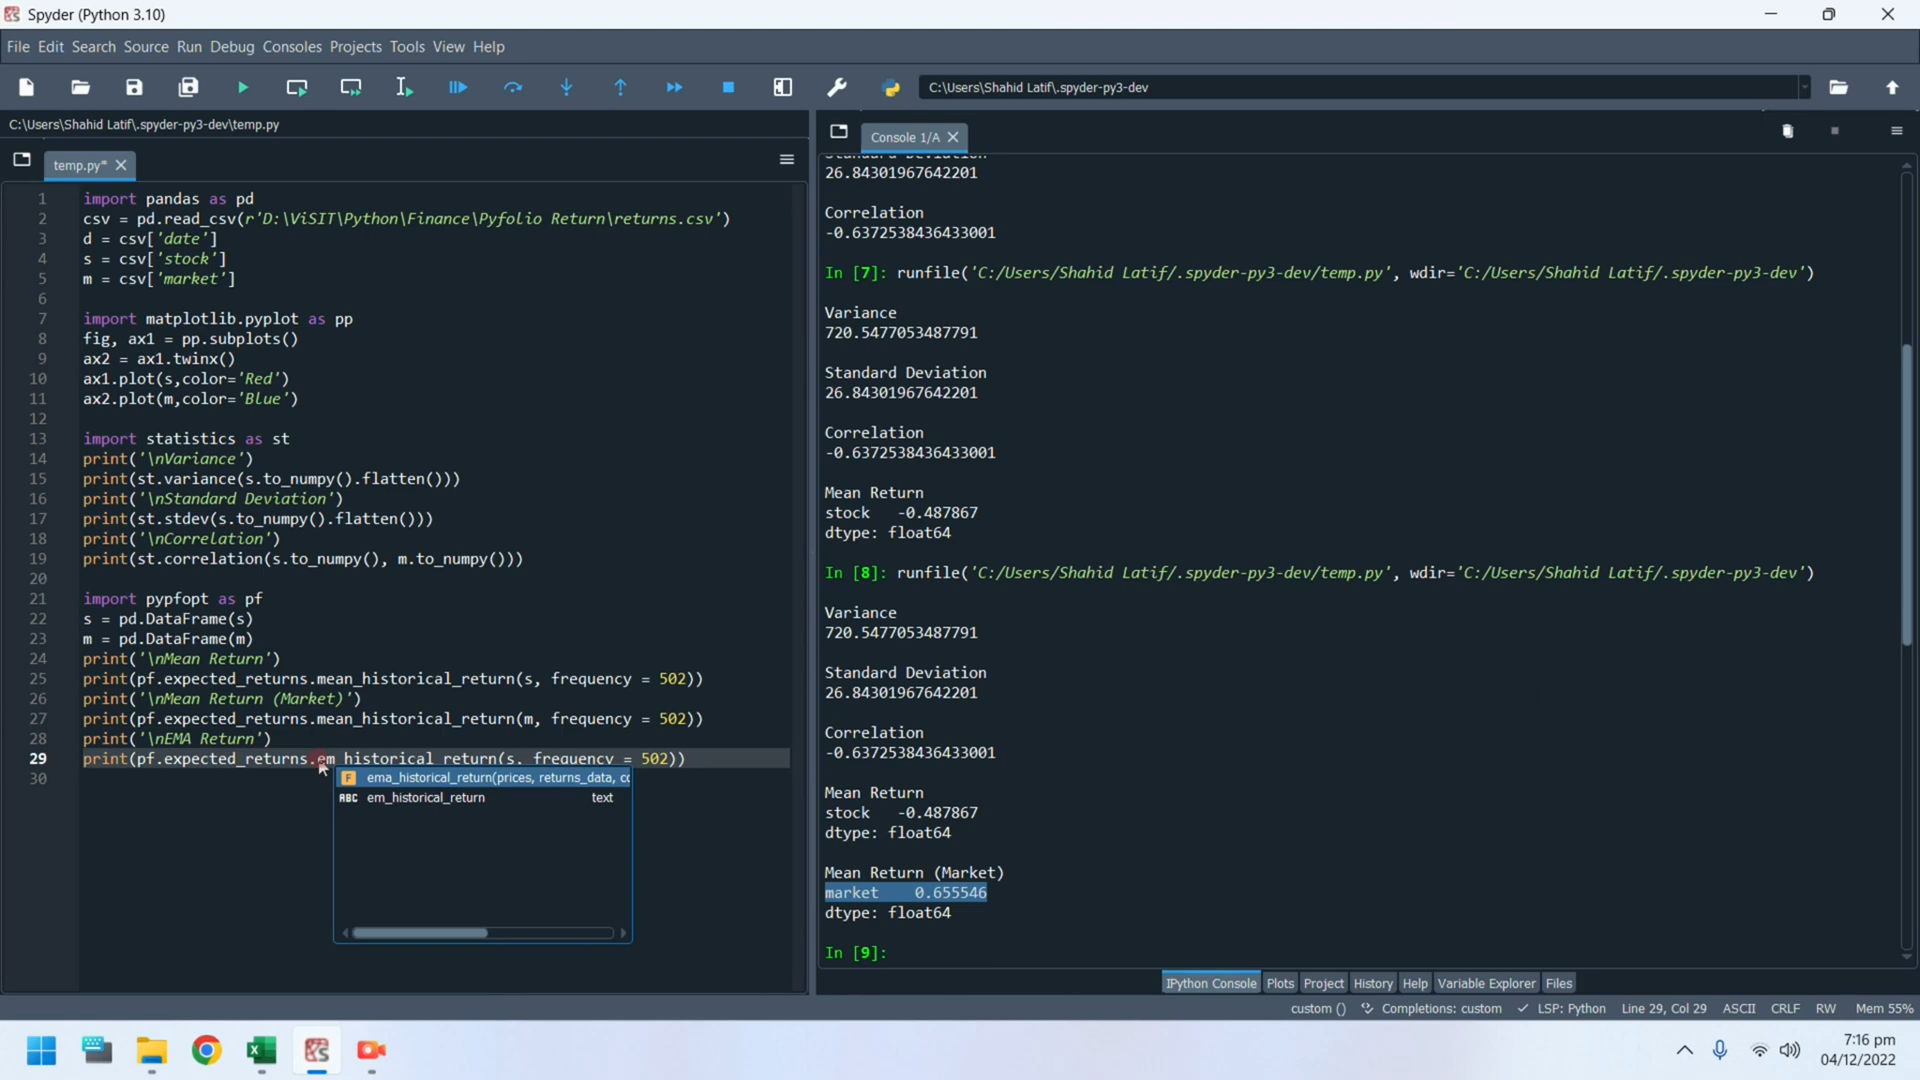 Spyder (Python 3.10)
File Edit Search Source Run Debug Consoles Projects Tools View Help
C:\Users\Shahid Latif\.spyder-py3-dev
C:\Users\Shahid Latif\.spyder-py3-dev\temp.py
temp.py*
1 import pandas as pd
2 csv = pd.read_csv(r'D:\ViSIT\Python\Finance\Pyfolio Return\returns.csv')
3 d = csv['date']
4 s = csv['stock']
5 m = csv['market']
6
7 import matplotlib.pyplot as pp
8 fig, ax1 = pp.subplots()
9 ax2 = ax1.twinx()
10 ax1.plot(s,color='Red')
11 ax2.plot(m,color='Blue')
12
13 import statistics as st
14 print('\nVariance')
15 print(st.variance(s.to_numpy().flatten()))
16 print('\nStandard Deviation')
17 print(st.stdev(s.to_numpy().flatten()))
18 print('\nCorrelation')
19 print(st.correlation(s.to_numpy(), m.to_numpy()))
20
21 import pypfopt as pf
22 s = pd.DataFrame(s)
23 m = pd.DataFrame(m)
24 print('\nMean Return')
25 print(pf.expected_returns.mean_historical_return(s, frequency = 502))
26 print('\nMean Return (Market)')
27 print(pf.expected_returns.mean_historical_return(m, frequency = 502))
28 print('\nEMA Return')
29 print(pf.expected_returns.em_historical_return(s, frequency = 502))
30
F ema_historical_return(prices, returns_data, co
ABC em_historical_return text
Console 1/A
Standard Deviation
26.84301967642201
Correlation
-0.6372538436433001
In [7]: runfile('C:/Users/Shahid Latif/.spyder-py3-dev/temp.py', wdir='C:/Users/Shahid Latif/.spyder-py3-dev')
Variance
720.5477053487791
Standard Deviation
26.84301967642201
Correlation
-0.6372538436433001
Mean Return
stock -0.487867
dtype: float64
In [8]: runfile('C:/Users/Shahid Latif/.spyder-py3-dev/temp.py', wdir='C:/Users/Shahid Latif/.spyder-py3-dev')
Variance
720.5477053487791
Standard Deviation
26.84301967642201
Correlation
-0.6372538436433001
Mean Return
stock -0.487867
dtype: float64
Mean Return (Market)
market 0.655546
dtype: float64
In [9]:
IPython Console Plots Project History Help Variable Explorer Files
custom () Completions: custom LSP: Python Line 29, Col 29 ASCII CRLF RW Mem 55%
7:16 pm
04/12/2022